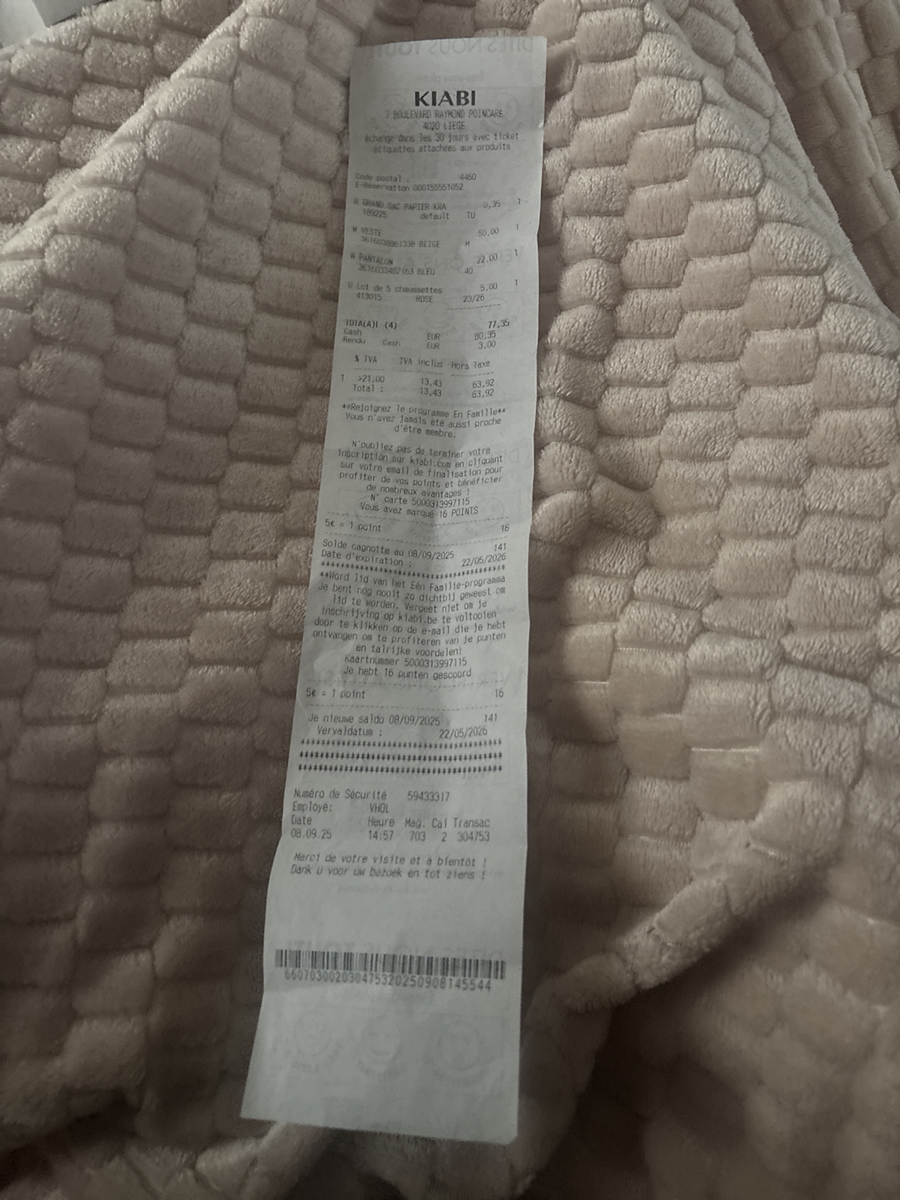 KIABI
7 BOULEVARD RAYMOND POINCARE
4020 LIEGE
échange dans les 30 jours avec ticket
étiquettes attachées aux produits
Code postal : 4460
E-Reservation 000155551052
R GRAND SAC PAPIER KRA 0,35 1
189225 default TU
W VESTE 50,00 1
BEIGE M
W PANTALON 22,00 1
BLEU 40
U Lot de 5 chaussettes 5,00 1
413015 ROSE 23/26
TOTA(A)L (4) 77,35
Cash EUR 80,35
Rendu Cash EUR 3,00
% TVA TVA Inclus Hors Taxe
1 >21,00 13,43 63,92
Total : 13,43 63,92
**Rejoignez le programme En Famille**
Vous n'avez jamais été aussi proche
d'être membre.
N'oubliez pas de terminer votre
inscription sur kiabi.com en cliquant
sur votre email de finalisation pour
profiter de vos points et bénéficier
de nombreux avantages !
N° carte 5000313997115
Vous avez marqué 16 POINTS
5€ = 1 point 16
Solde cagnotte au 08/09/2025 141
Date d'expiration : 22/05/2026
************************************
**Word lid van het Eén Familie-programma
Je bent nog nooit zo dichtbij geweest om
lid te worden. Vergeet niet om je
inschrijving op kiabi.be te voltooien
door te klikken op de e-mail die je hebt
ontvangen om te profiteren van je punten
en talrijke voordelen!
Kaartnummer 5000313997115
Je hebt 16 punten gescoord
5€ = 1 point 16
Je nieuwe saldo 08/09/2025 141
Vervaldatum : 22/05/2026
************************************
************************************
************************************
Numéro de Sécurité 59433317
Employé: VHOL
Date Heure Mag. Cai Transac
08.09.25 14:57 703 2 304753
Merci de votre visite et à bientôt !
Dank u voor uw bezoek en tot ziens !
660703002030475320250908145544